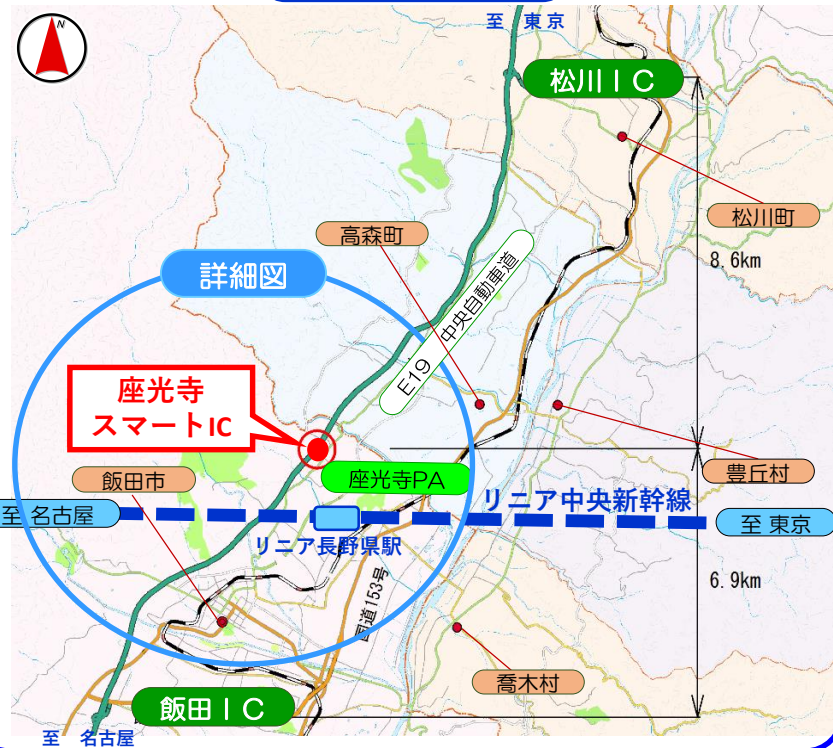 N
至 東京
松川IC
松川町
高森町
8.6km
詳細図
E19 中央自動車道
座光寺
スマートIC
飯田市
座光寺PA
豊丘村
至 名古屋
リニア中央新幹線
至 東京
リニア長野県駅
国道153号
6.9km
喬木村
飯田IC
至 名古屋